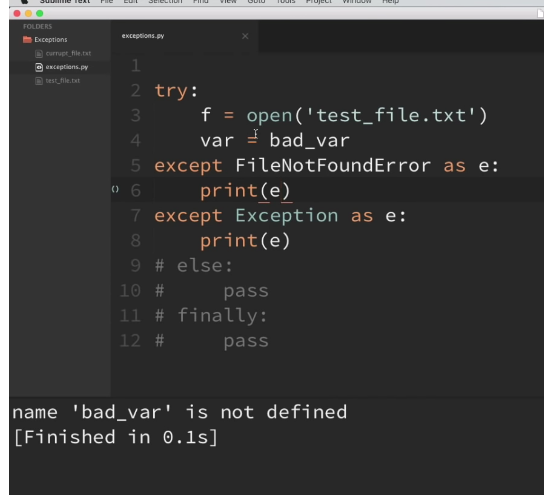 Sublime Text File Edit Selection Find View Goto Tools Project Window Help
FOLDERS
Exceptions
currupt_file.txt
exceptions.py
test_file.txt
exceptions.py
1
2 try:
3     f = open('test_file.txt')
4     var = bad_var
5 except FileNotFoundError as e:
6     print(e)
7 except Exception as e:
8     print(e)
9 # else:
10 #     pass
11 # finally:
12 #     pass
name 'bad_var' is not defined
[Finished in 0.1s]